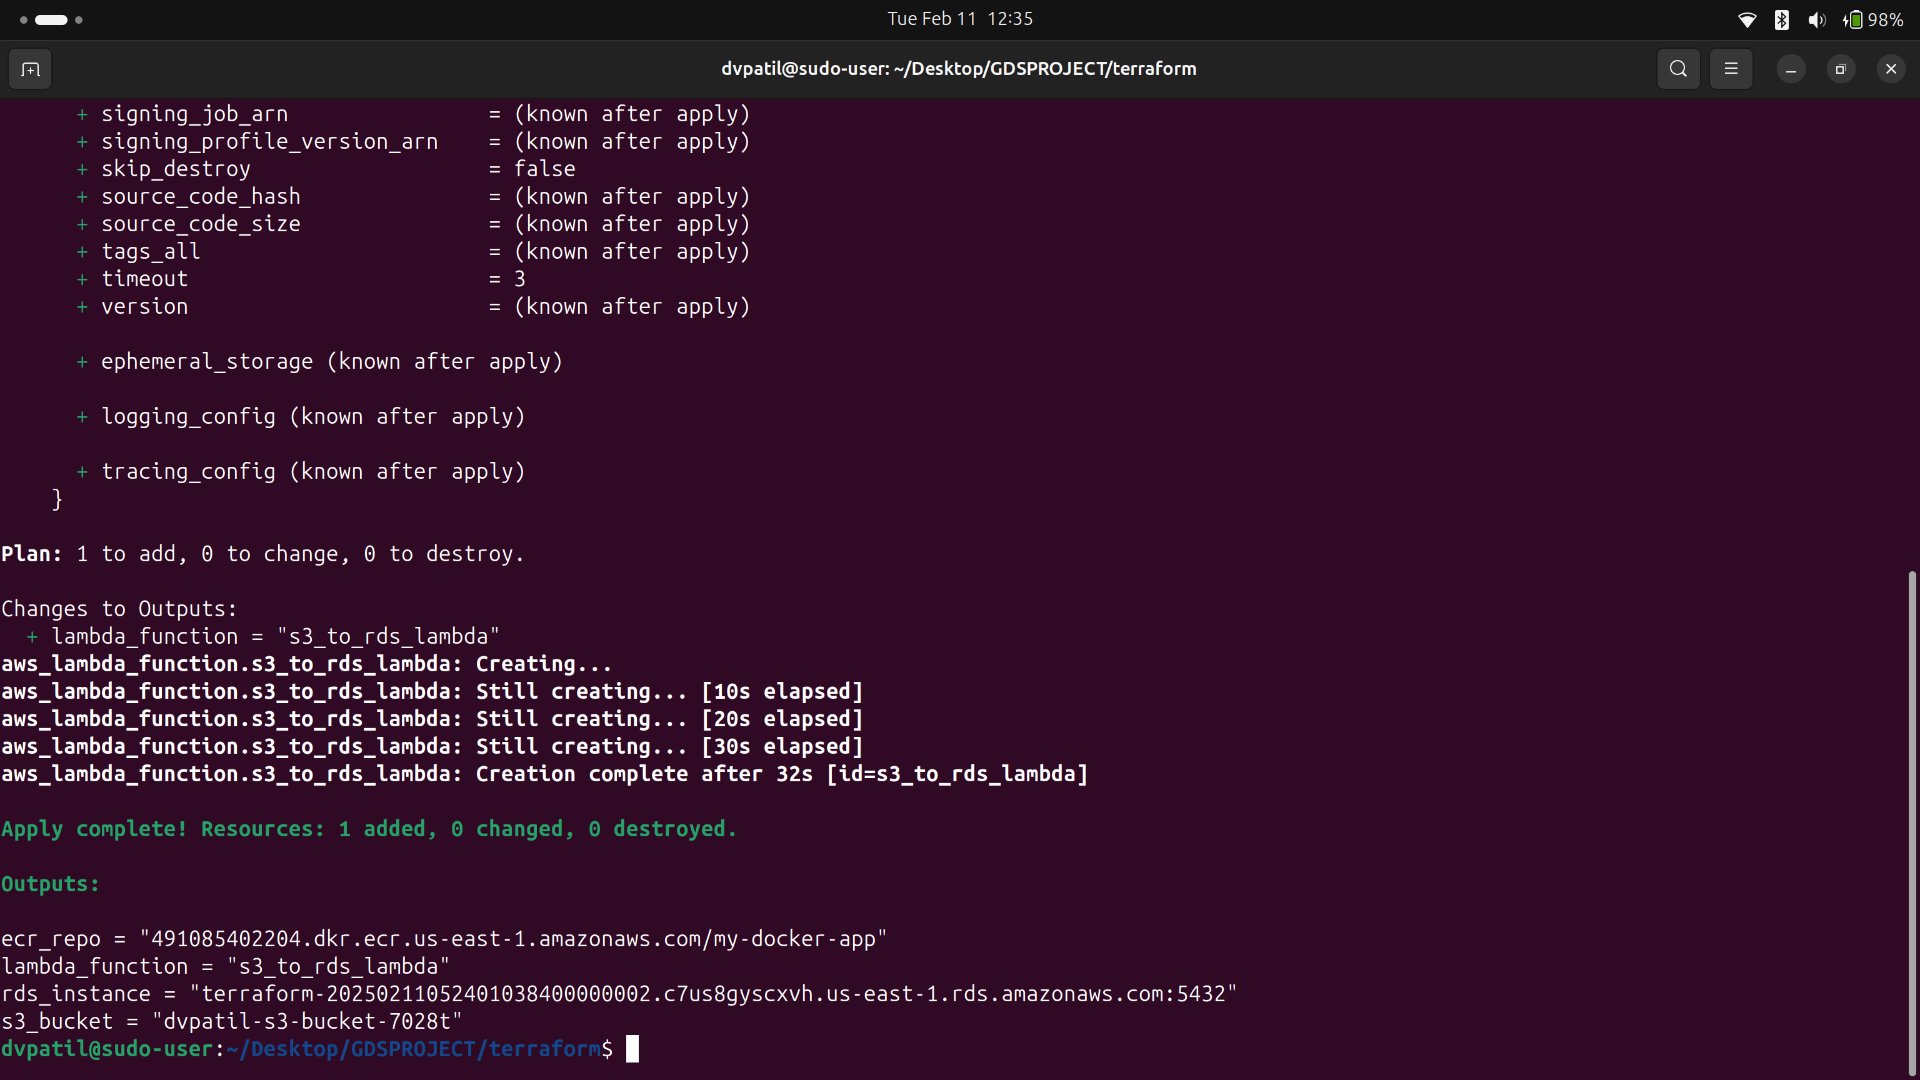 Tue Feb 11 12:35
98%
dvpatil@sudo-user: ~/Desktop/GDSPROJECT/terraform
+ signing_job_arn = (known after apply)
+ signing_profile_version_arn = (known after apply)
+ skip_destroy = false
+ source_code_hash = (known after apply)
+ source_code_size = (known after apply)
+ tags_all = (known after apply)
+ timeout = 3
+ version = (known after apply)
+ ephemeral_storage (known after apply)
+ logging_config (known after apply)
+ tracing_config (known after apply)
}
Plan: 1 to add, 0 to change, 0 to destroy.
Changes to Outputs:
+ lambda_function = "s3_to_rds_lambda"
aws_lambda_function.s3_to_rds_lambda: Creating...
aws_lambda_function.s3_to_rds_lambda: Still creating... [10s elapsed]
aws_lambda_function.s3_to_rds_lambda: Still creating... [20s elapsed]
aws_lambda_function.s3_to_rds_lambda: Still creating... [30s elapsed]
aws_lambda_function.s3_to_rds_lambda: Creation complete after 32s [id=s3_to_rds_lambda]
Apply complete! Resources: 1 added, 0 changed, 0 destroyed.
Outputs:
ecr_repo = "491085402204.dkr.ecr.us-east-1.amazonaws.com/my-docker-app"
lambda_function = "s3_to_rds_lambda"
rds_instance = "terraform-20250211052401038400000002.c7us8gyscxvh.us-east-1.rds.amazonaws.com:5432"
s3_bucket = "dvpatil-s3-bucket-7028t"
dvpatil@sudo-user:~/Desktop/GDSPROJECT/terraform$